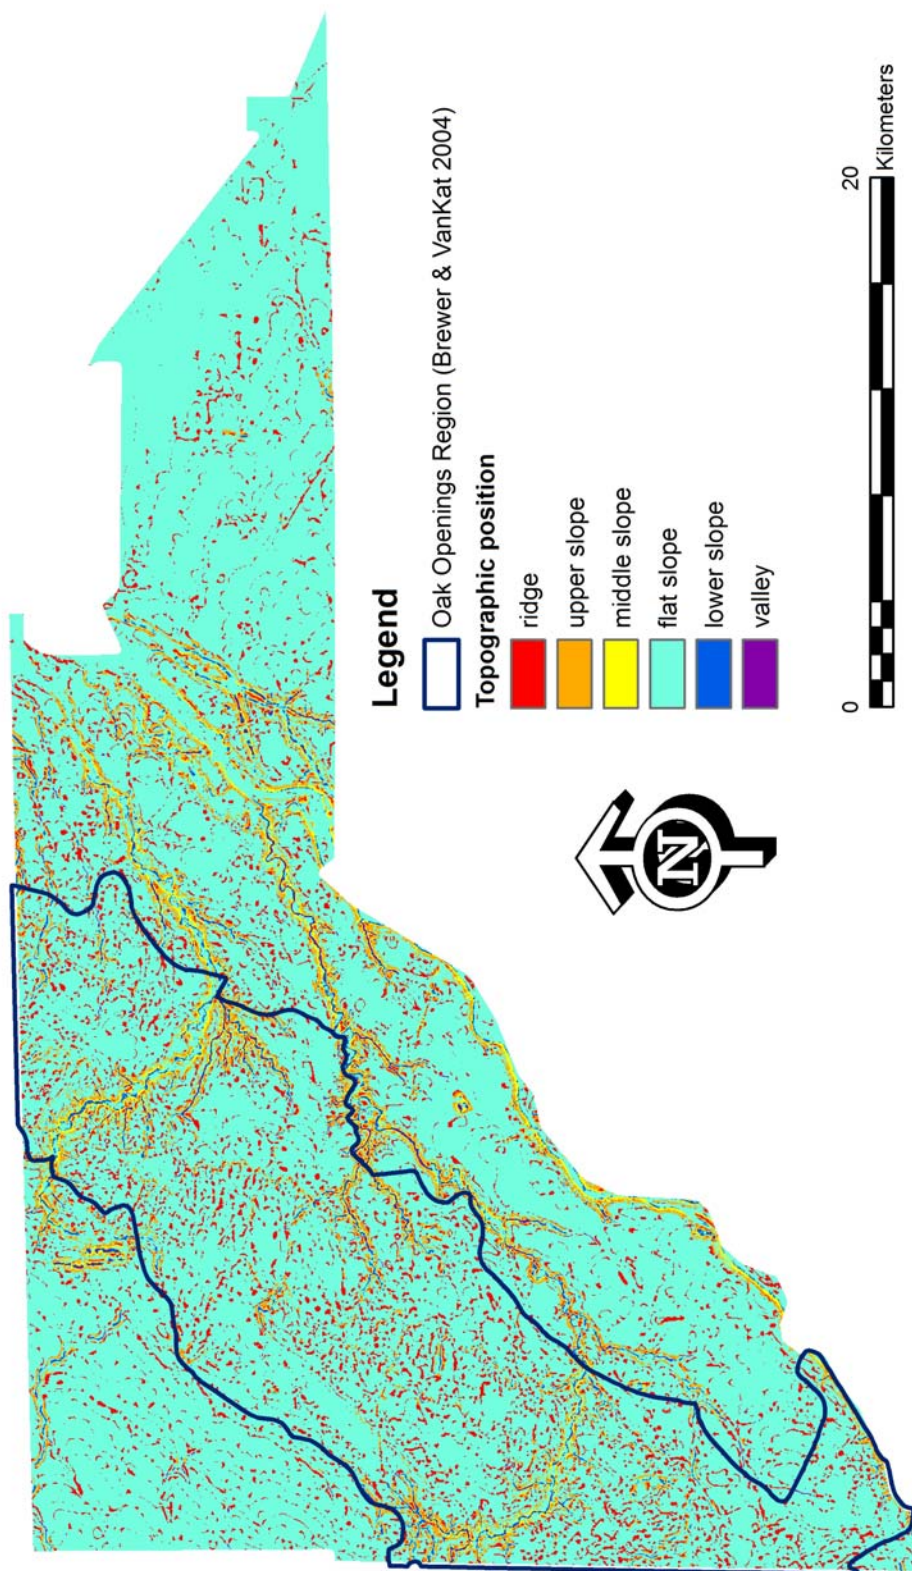 Legend
Oak Openings Region (Brewer & VanKat 2004)
Topographic position
ridge
upper slope
middle slope
flat slope
lower slope
valley
N
0 20
Kilometers